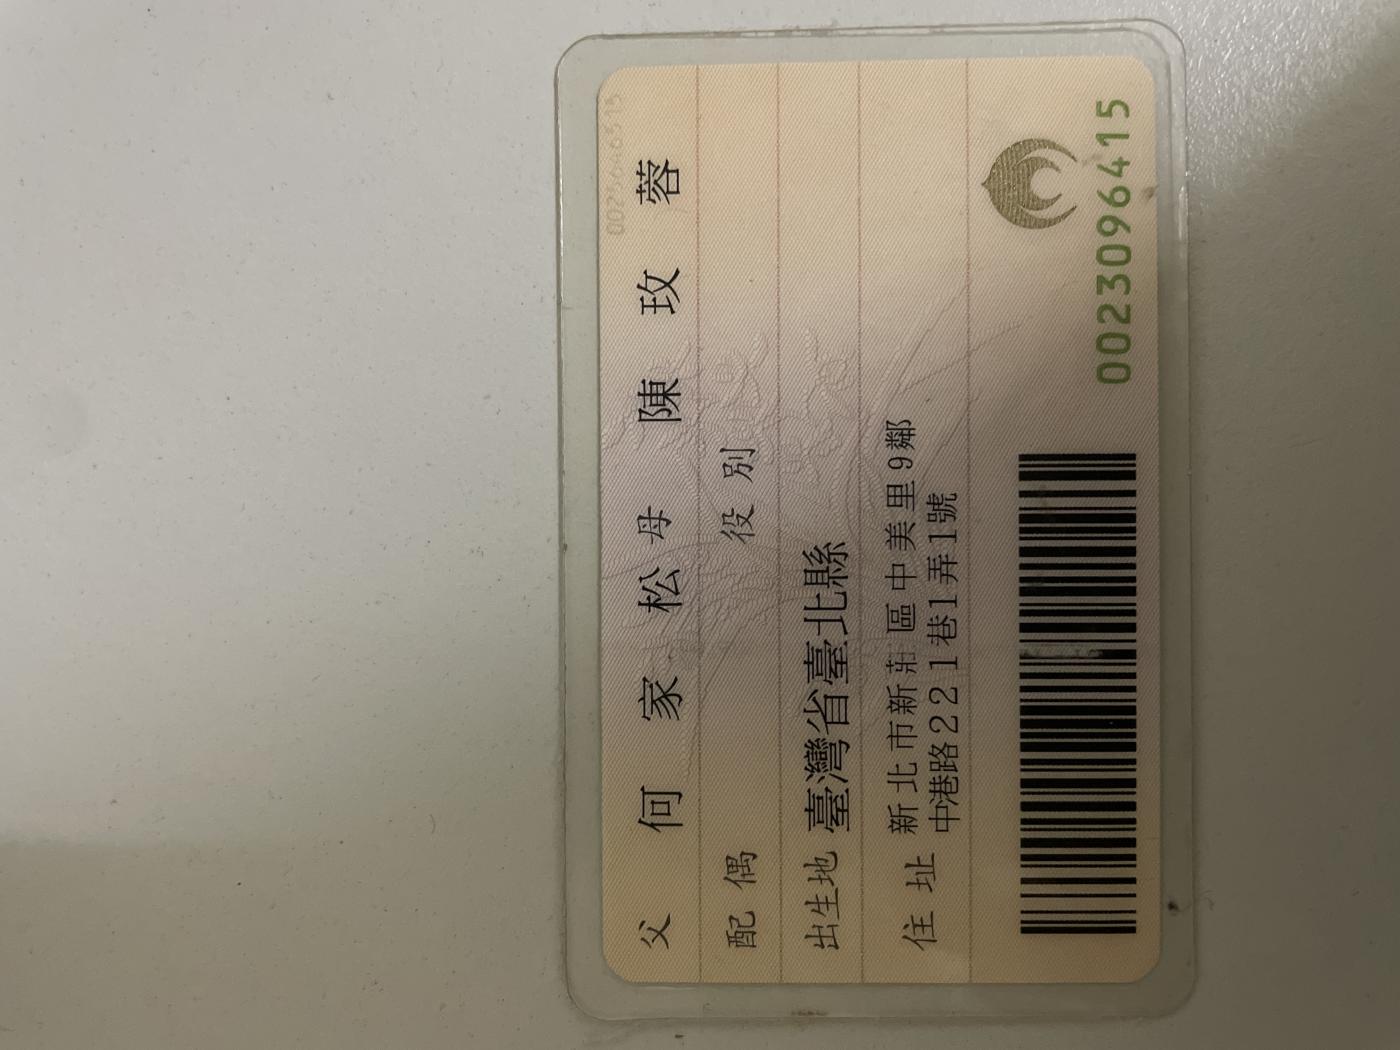 父 何家松 母 陳玫蓉
配偶 役別
出生地 臺灣省臺北縣
住址 新北市新莊區中美里9鄰
中港路221巷1弄1號
0023096415